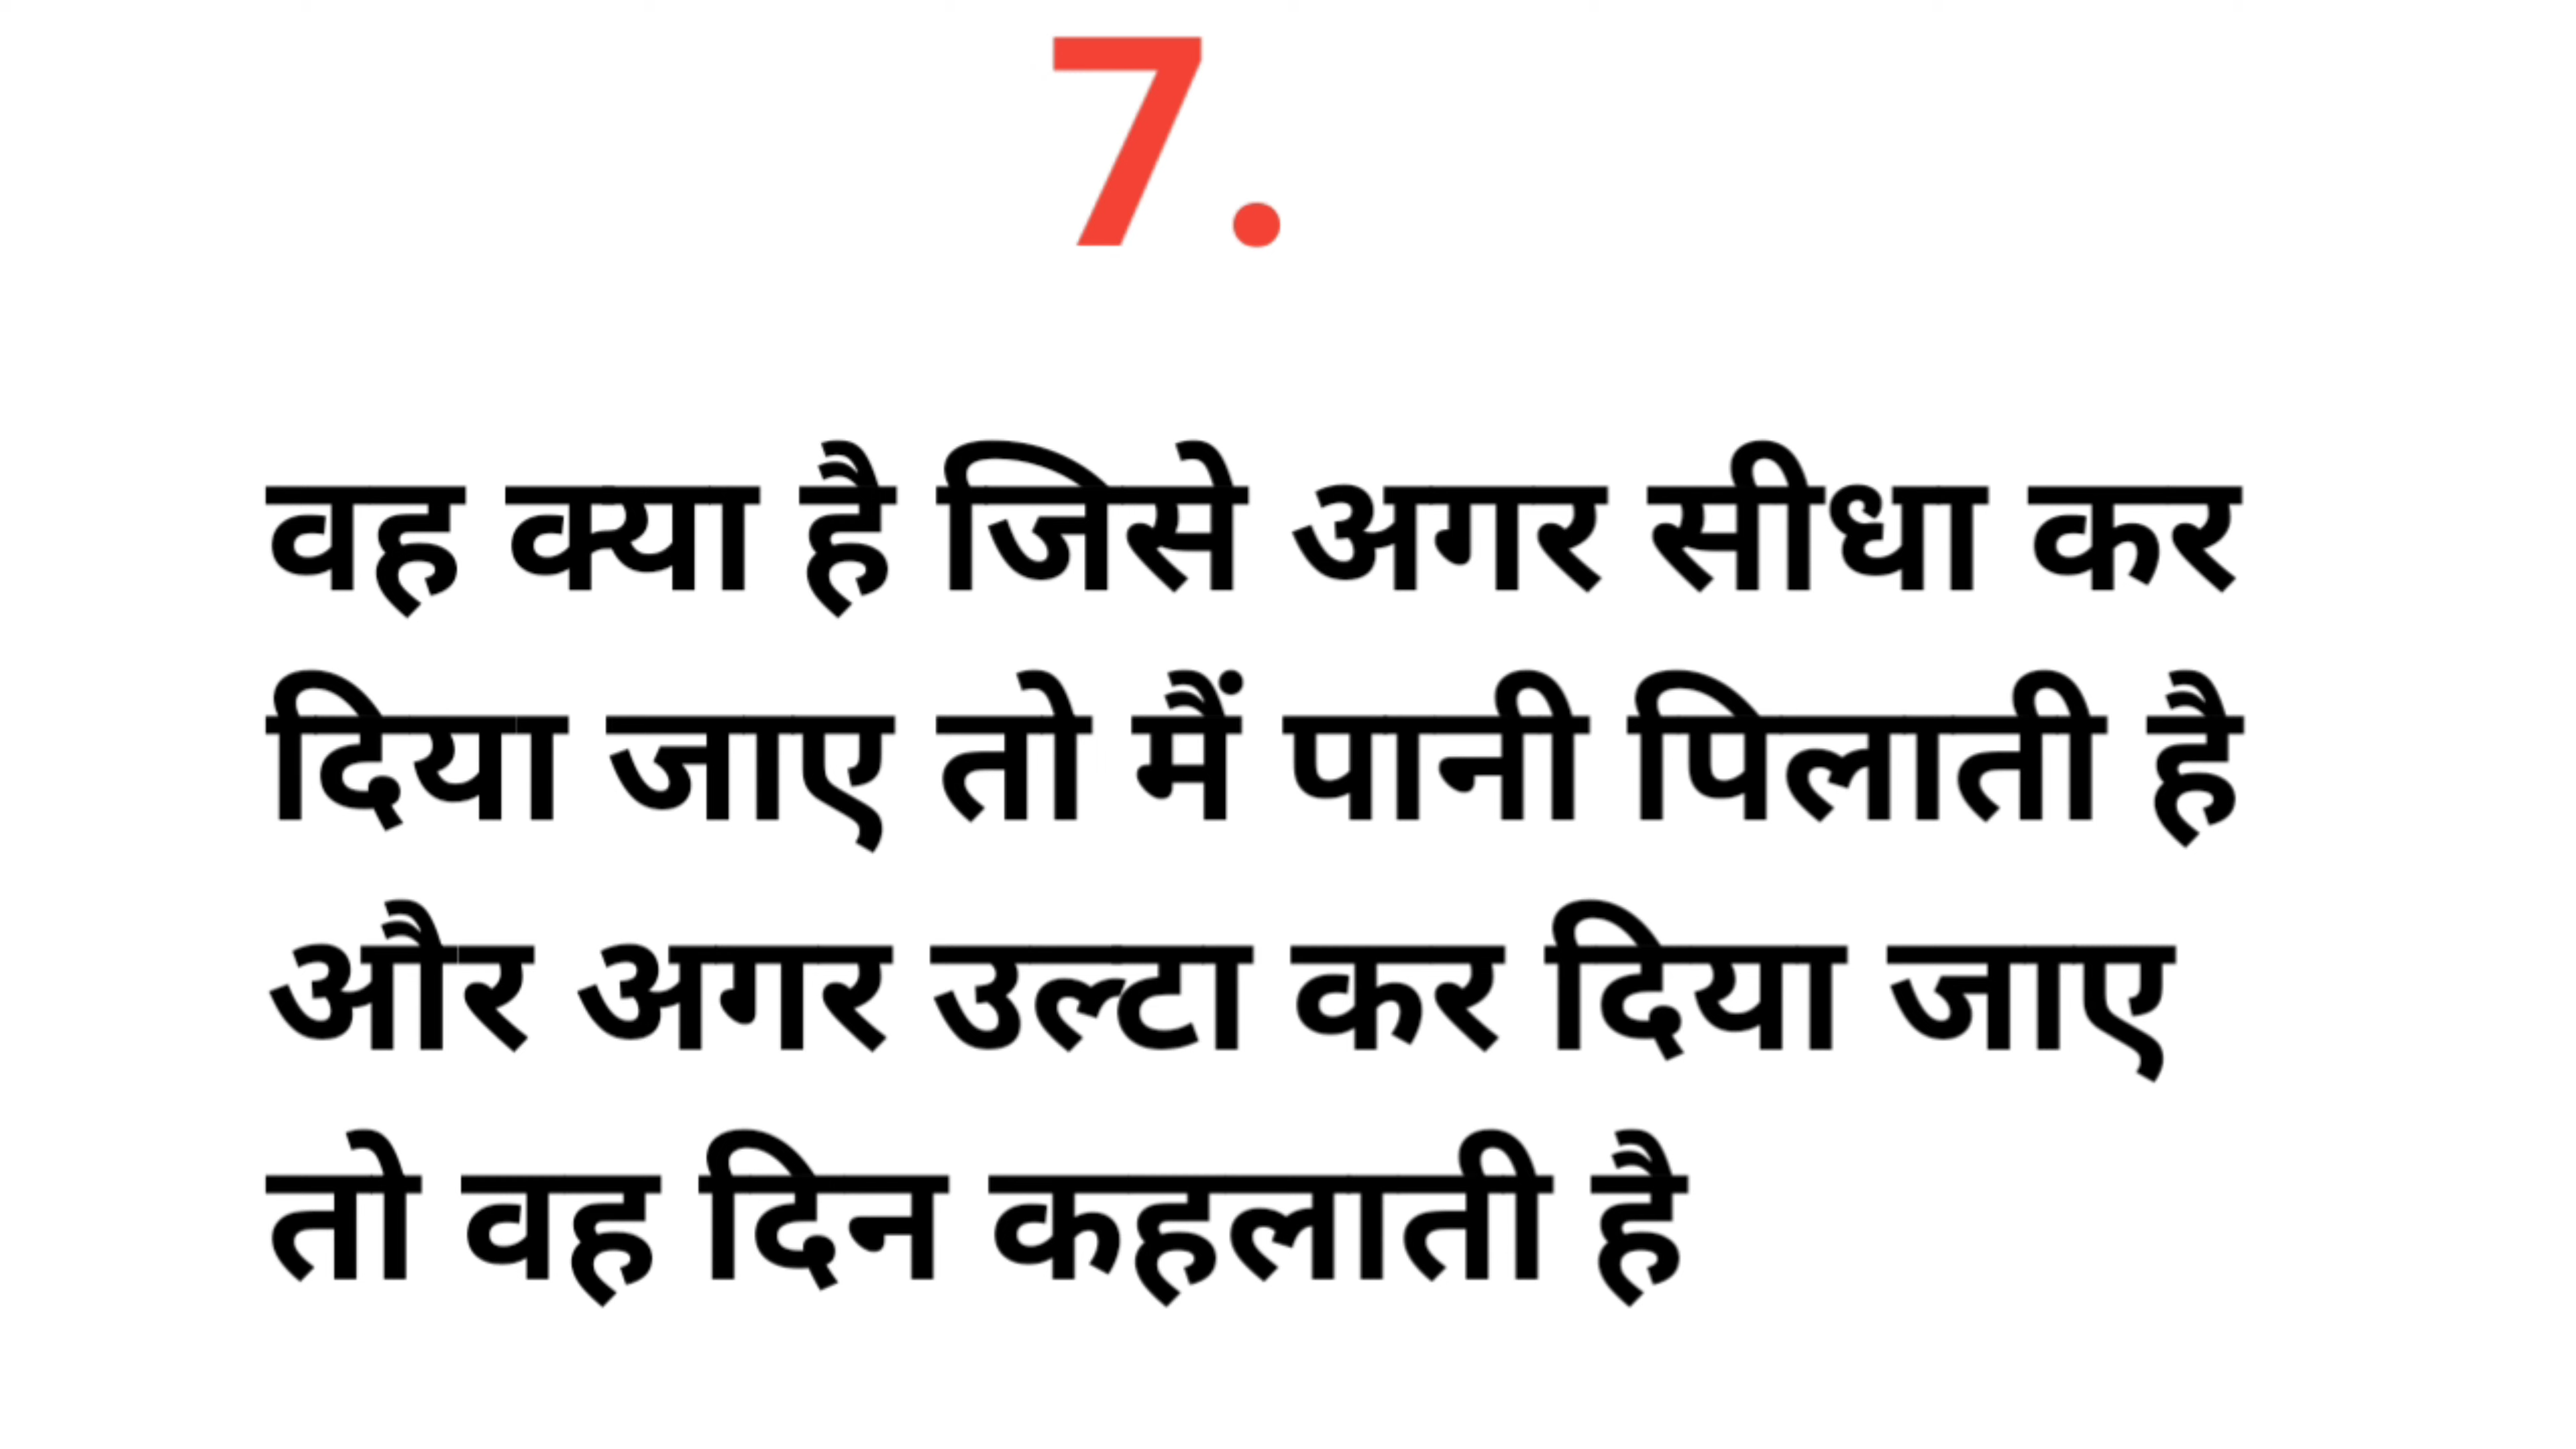 7.
वह क्या है जिसे अगर सीधा कर
दिया जाए तो मैं पानी पिलाती है
और अगर उल्टा कर दिया जाए
तो वह दिन कहलाती है